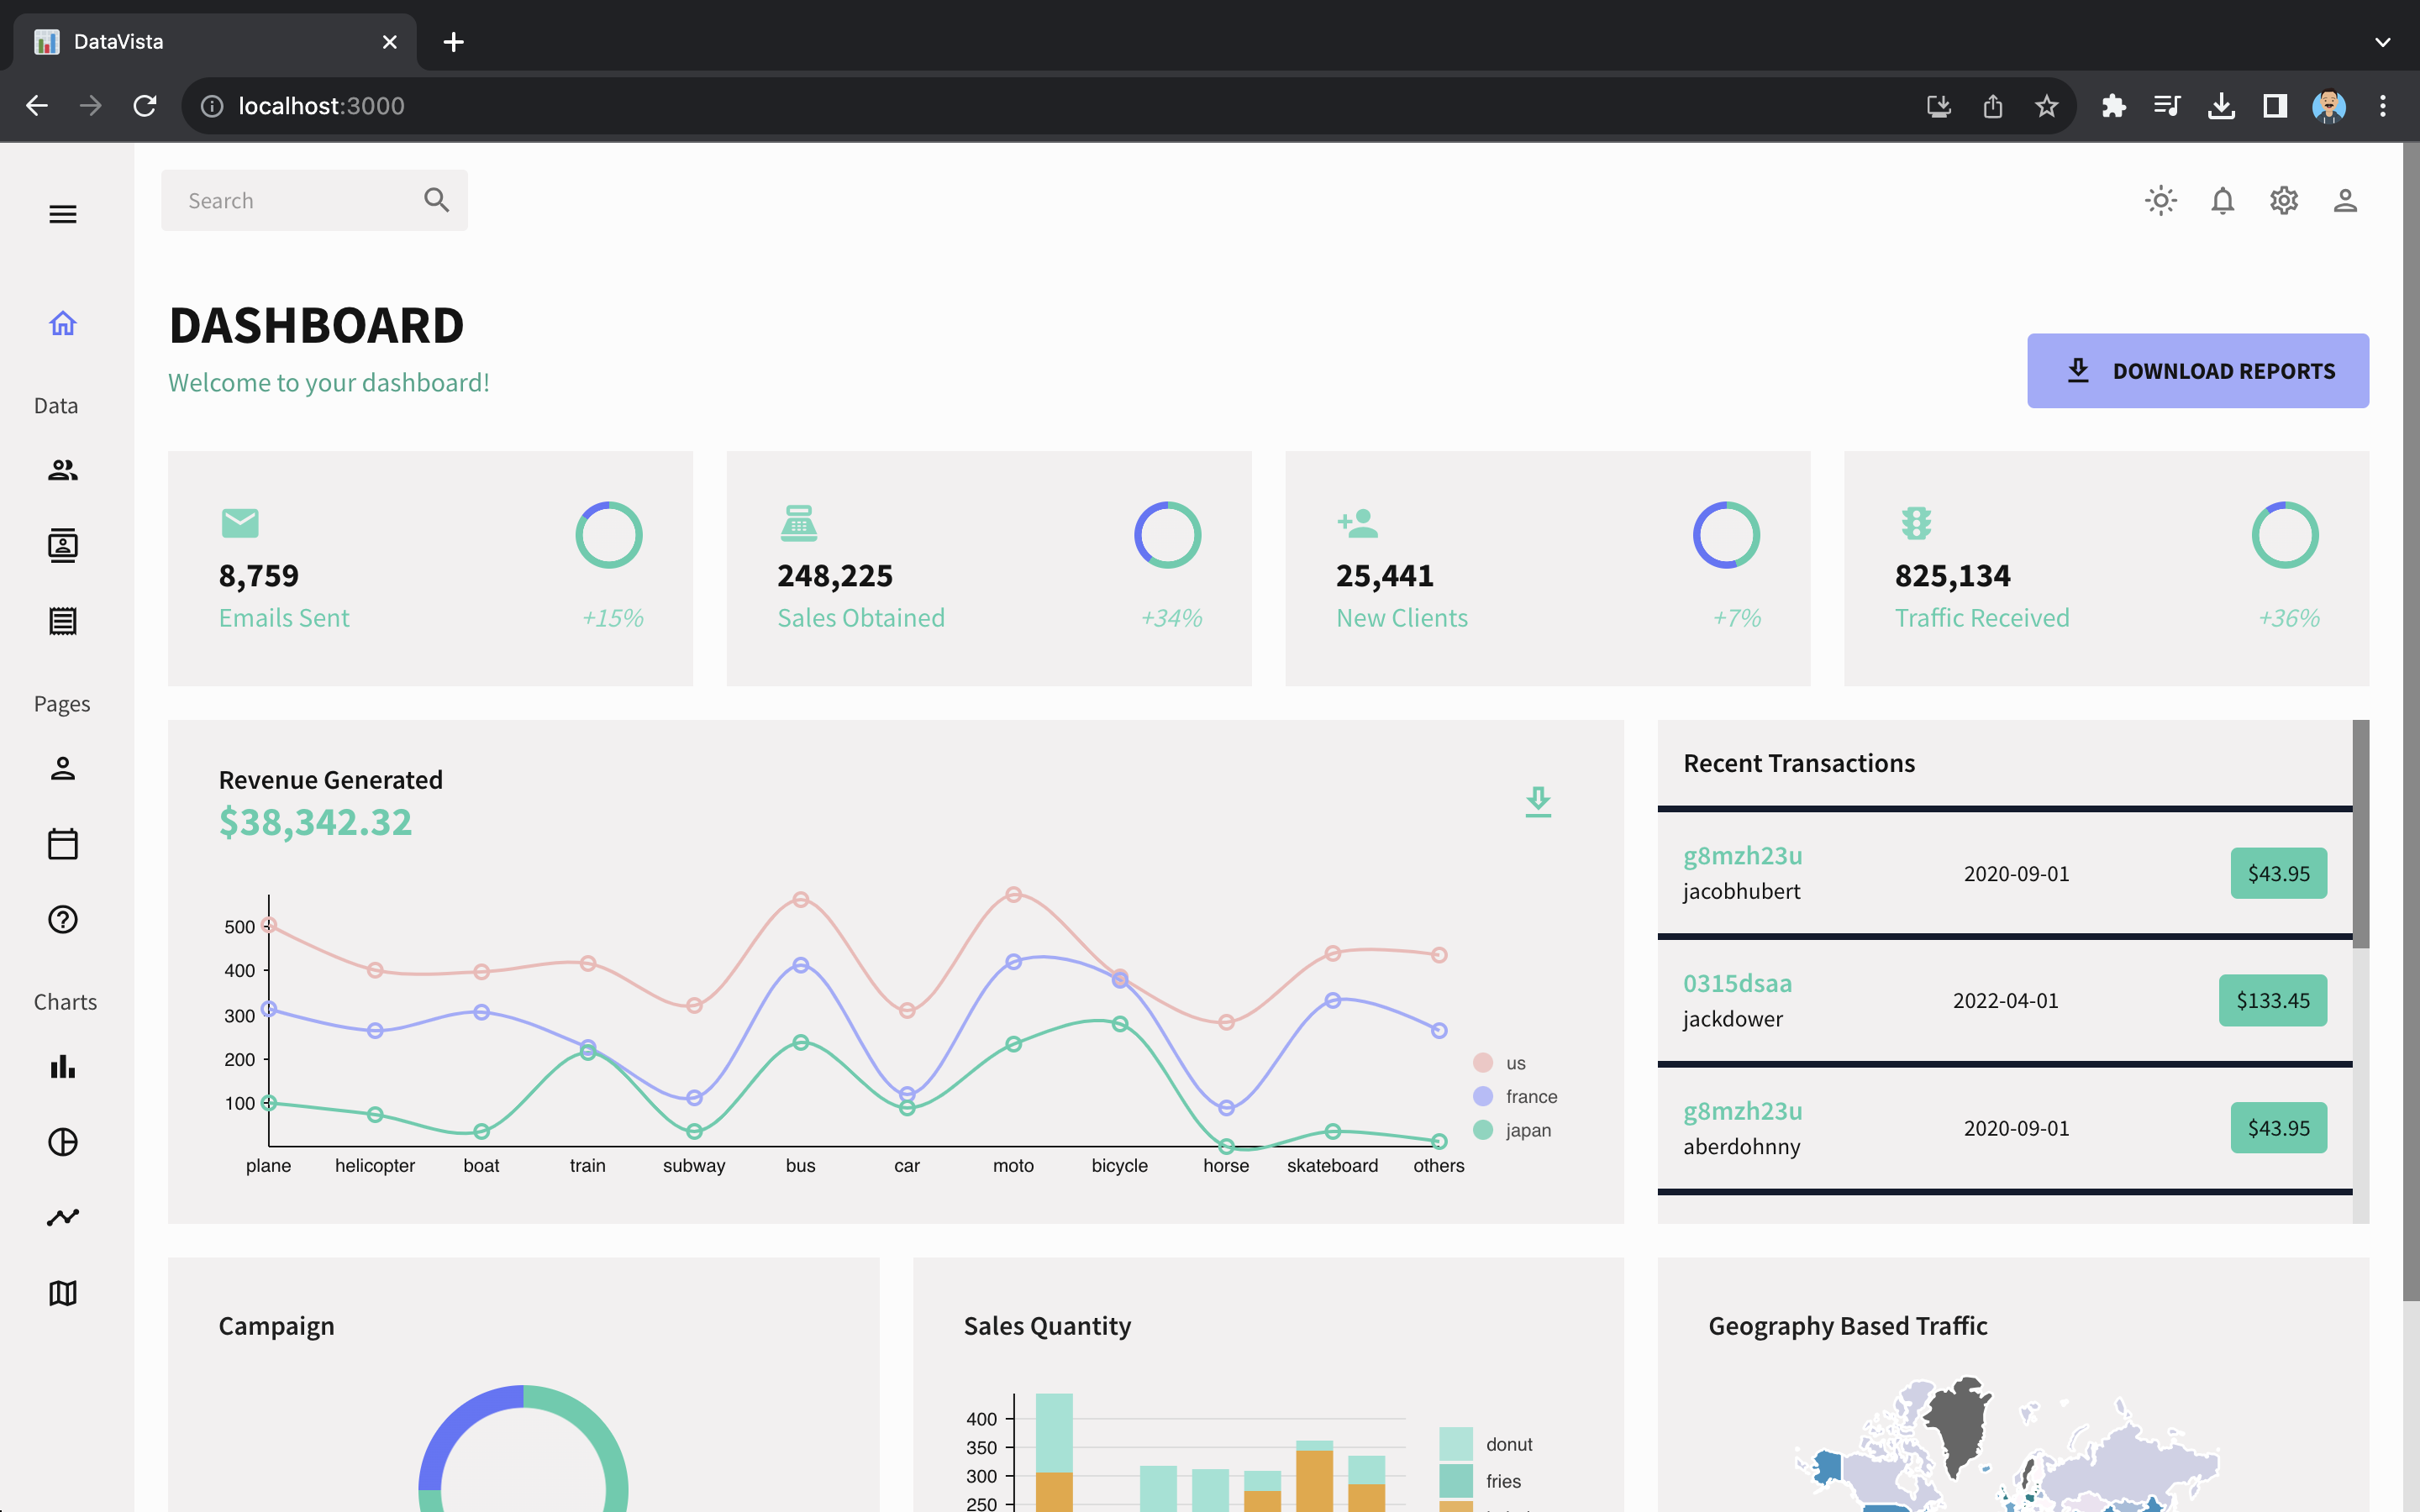 DataVista
localhost:3000
Search
DASHBOARD
Welcome to your dashboard!
DOWNLOAD REPORTS
Data
Pages
Charts
8,759
Emails Sent
+15%
248,225
Sales Obtained
+34%
25,441
New Clients
+7%
825,134
Traffic Received
+36%
Revenue Generated
$38,342.32
500
400
300
200
100
plane helicopter boat train subway bus car moto bicycle horse skateboard others
us
france
japan
Recent Transactions
g8mzh23u
jacobhubert
2020-09-01
$43.95
0315dsaa
jackdower
2022-04-01
$133.45
g8mzh23u
aberdohnny
2020-09-01
$43.95
Campaign
Sales Quantity
400
350
300
250
donut
fries
Geography Based Traffic